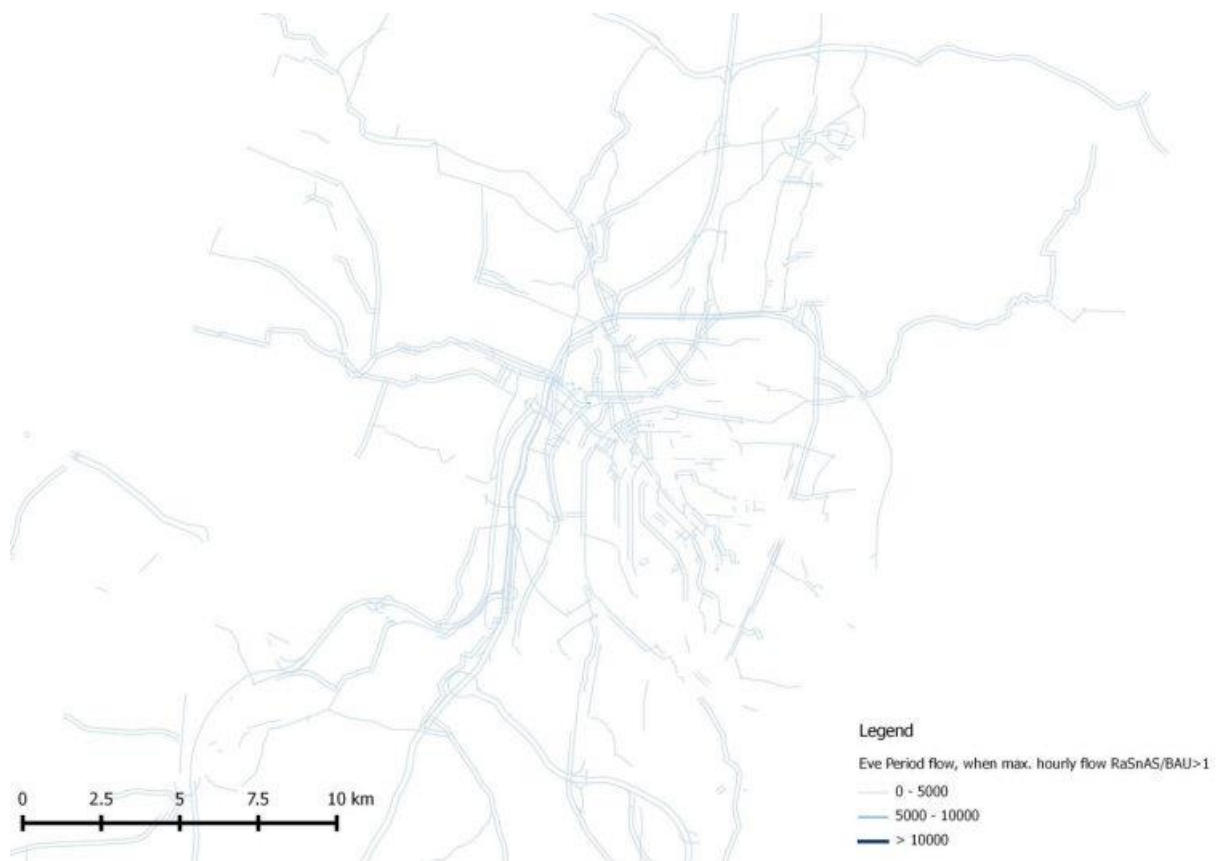 Legend
Eve Period flow, when max. hourly flow RaSnAS/BAU>1
0 - 5000
5000 - 10000
> 10000
0 2.5 5 7.5 10 km